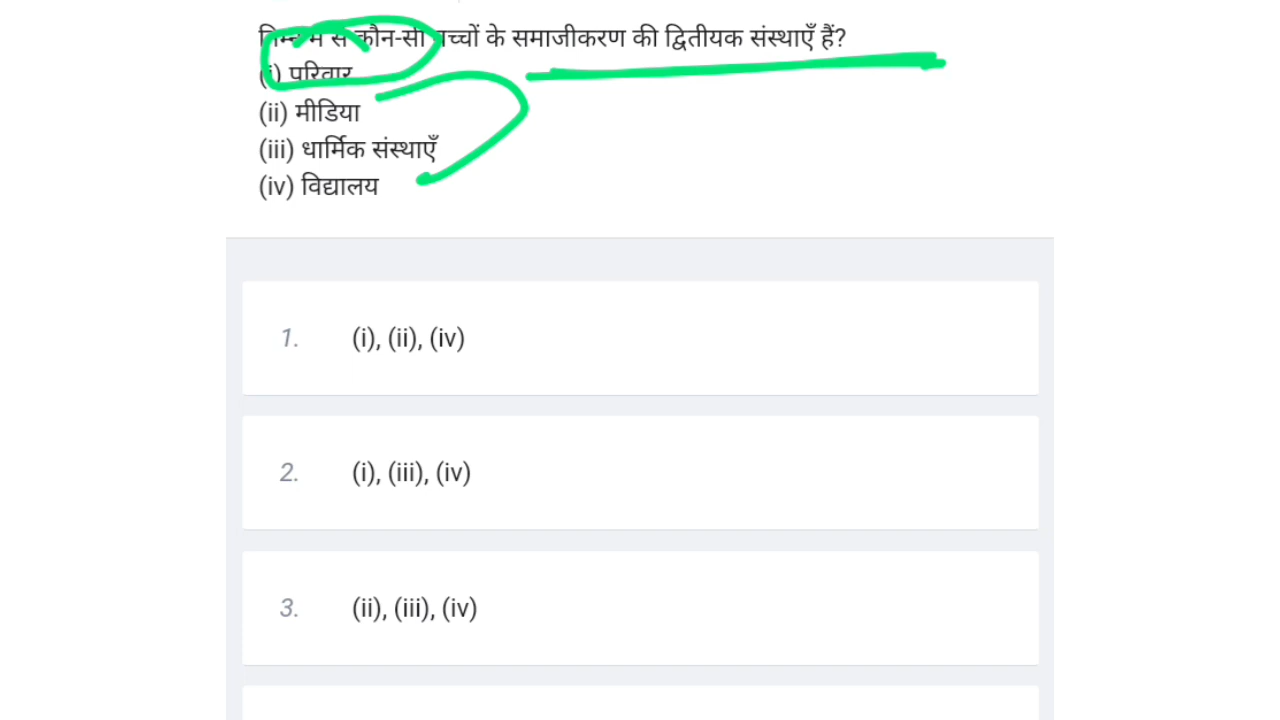 निम्न में से कौन-सी बच्चों के समाजीकरण की द्वितीयक संस्थाएँ हैं?
(i) परिवार
(ii) मीडिया
(iii) धार्मिक संस्थाएँ
(iv) विद्यालय
1. (i), (ii), (iv)
2. (i), (iii), (iv)
3. (ii), (iii), (iv)